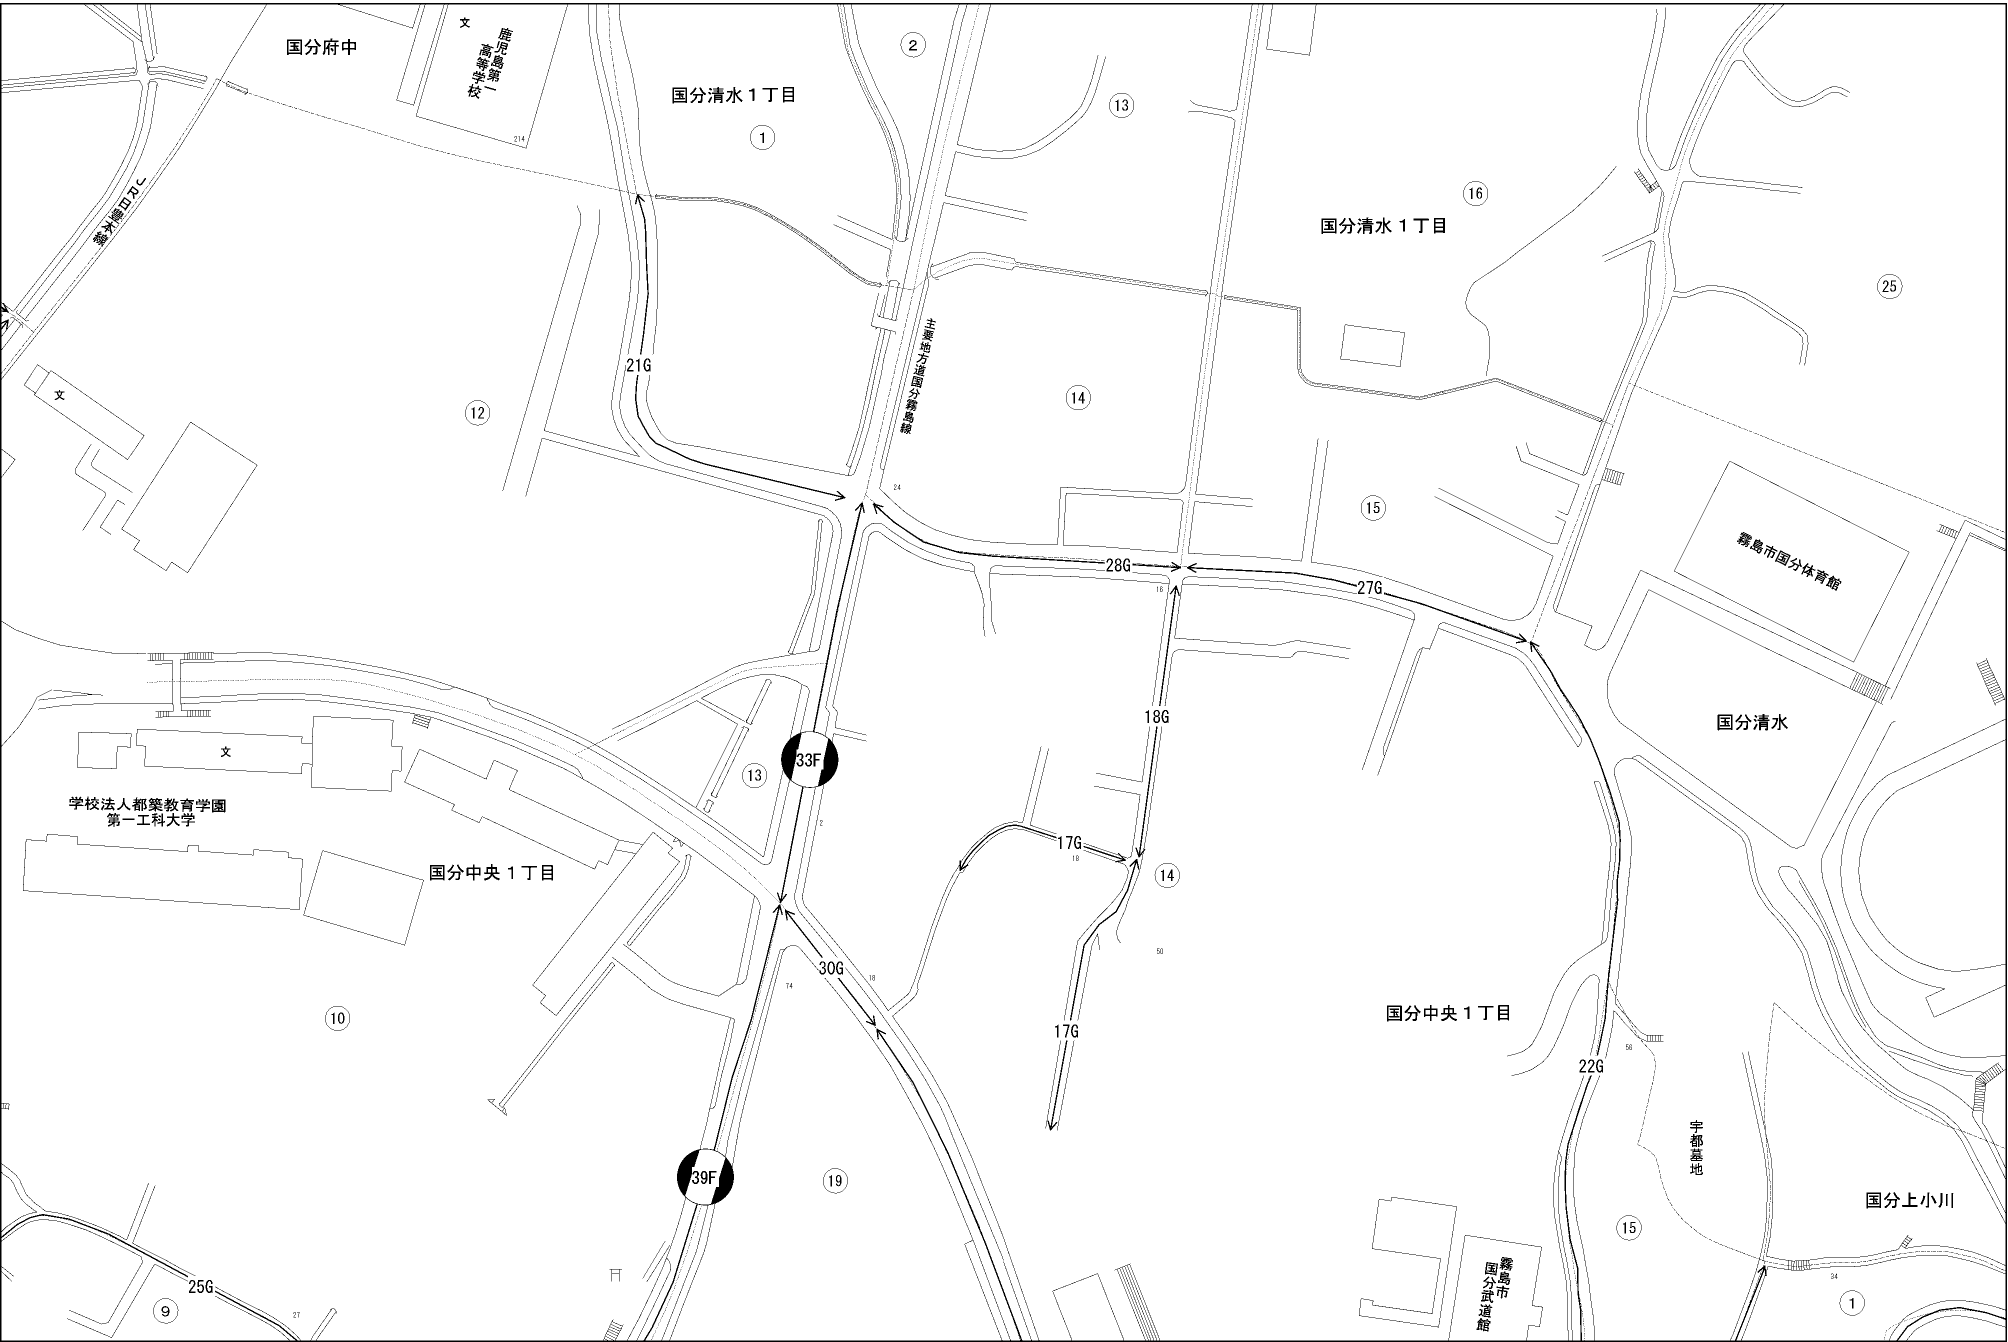 国分府中
文
鹿児島第一
高等学校
214
国分清水１丁目
1
2
13
16
国分清水１丁目
25
ＪＲ日豊本線
文
12
21G
主要地方道国分霧島線
14
24
15
28G
16
27G
霧島市国分体育館
国分清水
18G
33F
13
2
文
学校法人都築教育学園
第一工科大学
国分中央１丁目
17G
18
14
50
30G
18
74
10
17G
国分中央１丁目
56
22G
宇都墓地
39F
19
15
国分上小川
25G
9
27
霧島市
国分武道館
34
1